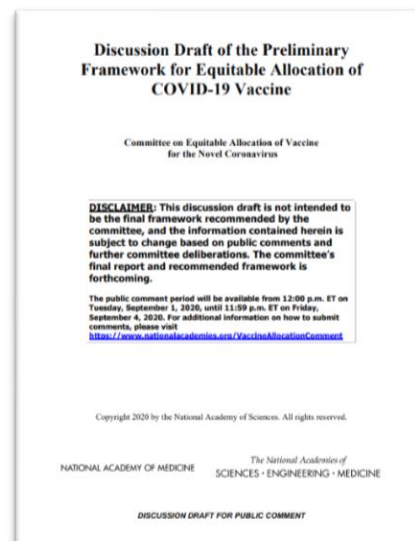 Discussion Draft of the Preliminary
Framework for Equitable Allocation of
COVID-19 Vaccine
Committee on Equitable Allocation of Vaccine
for the Novel Coronavirus
DISCLAIMER: This discussion draft is not intended to
be the final framework recommended by the
committee, and the information contained herein is
subject to change based on public comments and
further committee deliberations. The committee's
final report and recommended framework is
forthcoming.
The public comment period will be available from 12:00 p.m. ET on
Tuesday, September 1, 2020, until 11:59 p.m. ET on Friday,
September 4, 2020. For additional information on how to submit
comments, please visit
https://www.nationalacademies.org/VaccineAllocationComment
Copyright 2020 by the National Academy of Sciences. All rights reserved.
NATIONAL ACADEMY OF MEDICINE
The National Academies of
SCIENCES • ENGINEERING • MEDICINE
DISCUSSION DRAFT FOR PUBLIC COMMENT